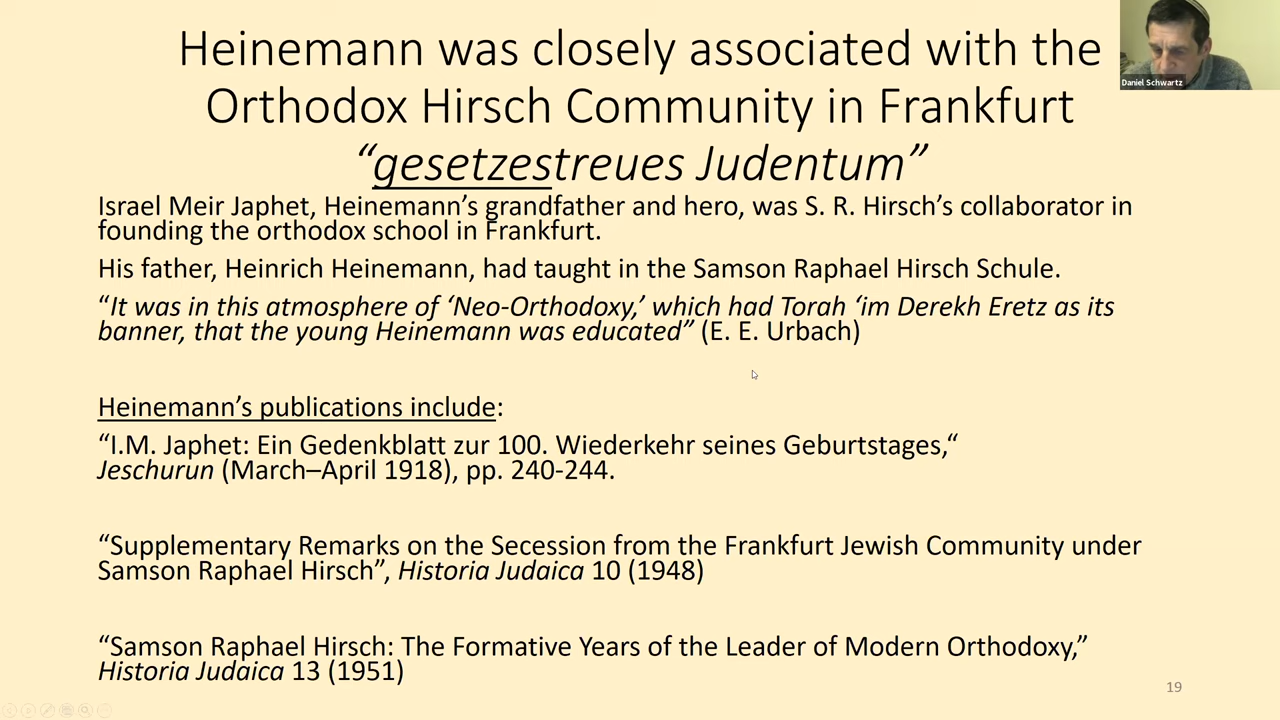 Heinemann was closely associated with the
Orthodox Hirsch Community in Frankfurt
“gesetzestreues Judentum”
Daniel Schwartz
Israel Meir Japhet, Heinemann’s grandfather and hero, was S. R. Hirsch’s collaborator in
founding the orthodox school in Frankfurt.
His father, Heinrich Heinemann, had taught in the Samson Raphael Hirsch Schule.
“It was in this atmosphere of ‘Neo-Orthodoxy,’ which had Torah ‘im Derekh Eretz as its
banner, that the young Heinemann was educated” (E. E. Urbach)
Heinemann’s publications include:
“I.M. Japhet: Ein Gedenkblatt zur 100. Wiederkehr seines Geburtstages,“
Jeschurun (March–April 1918), pp. 240-244.
“Supplementary Remarks on the Secession from the Frankfurt Jewish Community under
Samson Raphael Hirsch”, Historia Judaica 10 (1948)
“Samson Raphael Hirsch: The Formative Years of the Leader of Modern Orthodoxy,”
Historia Judaica 13 (1951)
19